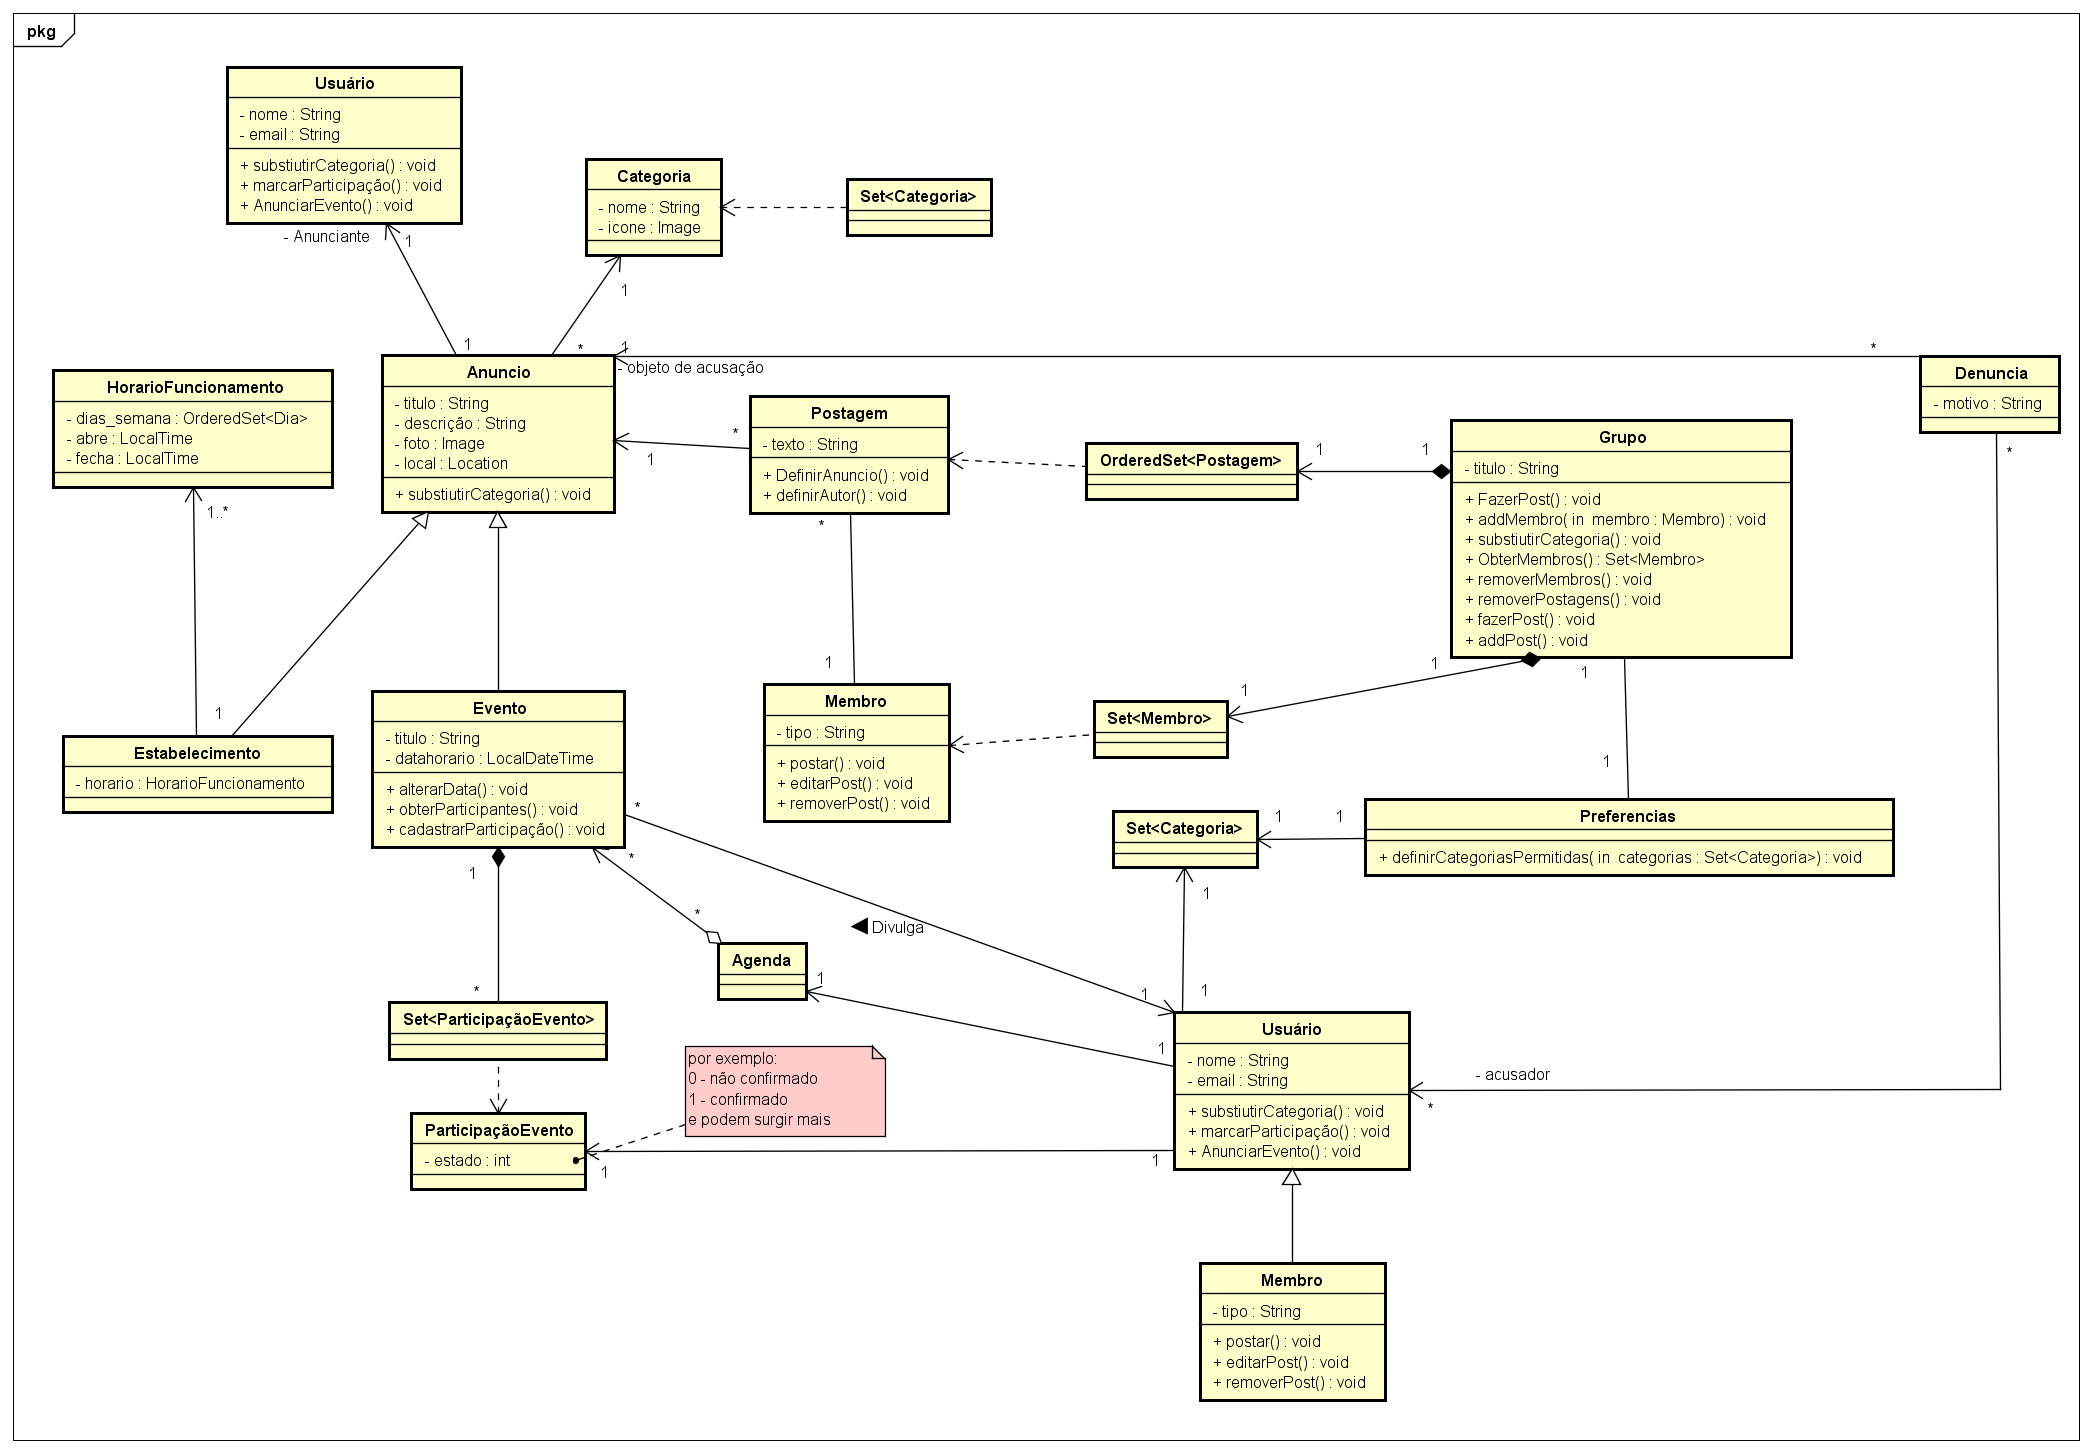 pkg
Usuário
- nome : String
- email : String
+ substiutirCategoria() : void
+ marcarParticipação() : void
+ AnunciarEvento() : void
- Anunciante
1
1
Categoria
- nome : String
- icone : Image
1
*
Set<Categoria>
HorarioFuncionamento
- dias_semana : OrderedSet<Dia>
- abre : LocalTime
- fecha : LocalTime
1..*
1
Anuncio
- titulo : String
- descrição : String
- foto : Image
- local : Location
+ substiutirCategoria() : void
1
- objeto de acusação
*
Denuncia
- motivo : String
*
Postagem
- texto : String
+ DefinirAnuncio() : void
+ definirAutor() : void
*
1
*
1
OrderedSet<Postagem>
1
1
Grupo
- titulo : String
+ FazerPost() : void
+ addMembro( in membro : Membro) : void
+ substiutirCategoria() : void
+ ObterMembros() : Set<Membro>
+ removerMembros() : void
+ removerPostagens() : void
+ fazerPost() : void
+ addPost() : void
1
1
1
1
Estabelecimento
- horario : HorarioFuncionamento
Evento
- titulo : String
- datahorario : LocalDateTime
+ alterarData() : void
+ obterParticipantes() : void
+ cadastrarParticipação() : void
*
*
1
*
*
Membro
- tipo : String
+ postar() : void
+ editarPost() : void
+ removerPost() : void
Set<Membro>
Set<Categoria>
1
1
Preferencias
+ definirCategoriasPermitidas( in categorias : Set<Categoria>) : void
1
1
Divulga
1
Agenda
1
1
Set<ParticipaçãoEvento>
por exemplo:
0 - não confirmado
1 - confirmado
e podem surgir mais
ParticipaçãoEvento
- estado : int
1
1
Usuário
- nome : String
- email : String
+ substiutirCategoria() : void
+ marcarParticipação() : void
+ AnunciarEvento() : void
- acusador
*
Membro
- tipo : String
+ postar() : void
+ editarPost() : void
+ removerPost() : void